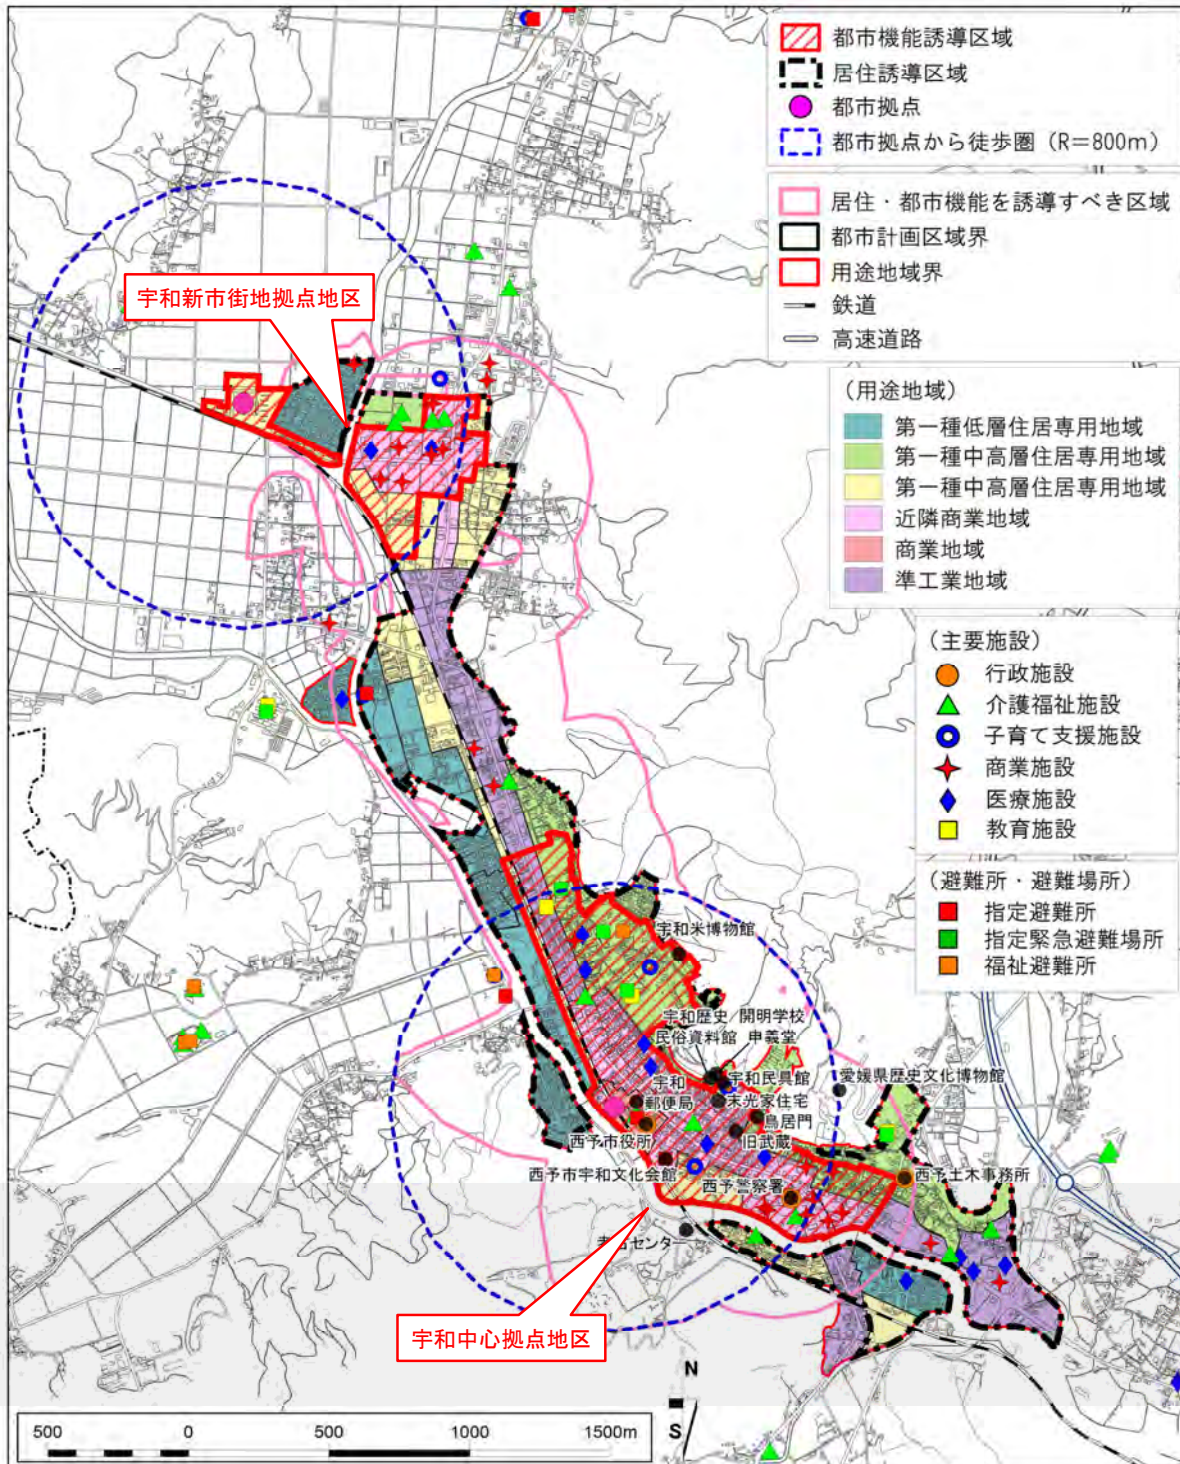 都市機能誘導区域
居住誘導区域
都市拠点
都市拠点から徒歩圏（R＝800m）
居住・都市機能を誘導すべき区域
都市計画区域界
用途地域界
鉄道
高速道路
（用途地域）
第一種低層住居専用地域
第一種中高層住居専用地域
第一種中高層住居専用地域
近隣商業地域
商業地域
準工業地域
（主要施設）
行政施設
介護福祉施設
子育て支援施設
商業施設
医療施設
教育施設
（避難所・避難場所）
指定避難所
指定緊急避難場所
福祉避難所
宇和新市街地拠点地区
宇和米博物館
宇和歴史／開明学校
民俗資料館 申義堂
宇和民具館
愛媛県歴史文化博物館
宇和
郵便局
末光家住宅
鳥居門
旧武蔵
西予市役所
西予市宇和文化会館
西予警察署
西予土木事務所
センター
宇和中心拠点地区
N
S
500 0 500 1000 1500m